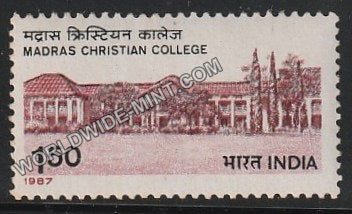 मद्रास क्रिस्टियन कालेज
MADRAS CHRISTIAN COLLEGE
WORLDWIDE-MINT.COM
150
1987
भारत INDIA